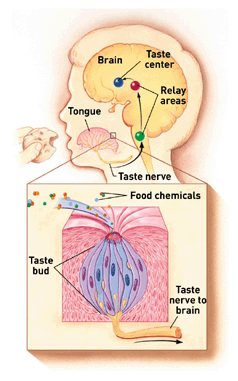 Brain
Taste
center
Relay
areas
Tongue
Taste nerve
Food chemicals
Taste
bud
Taste
nerve to
brain